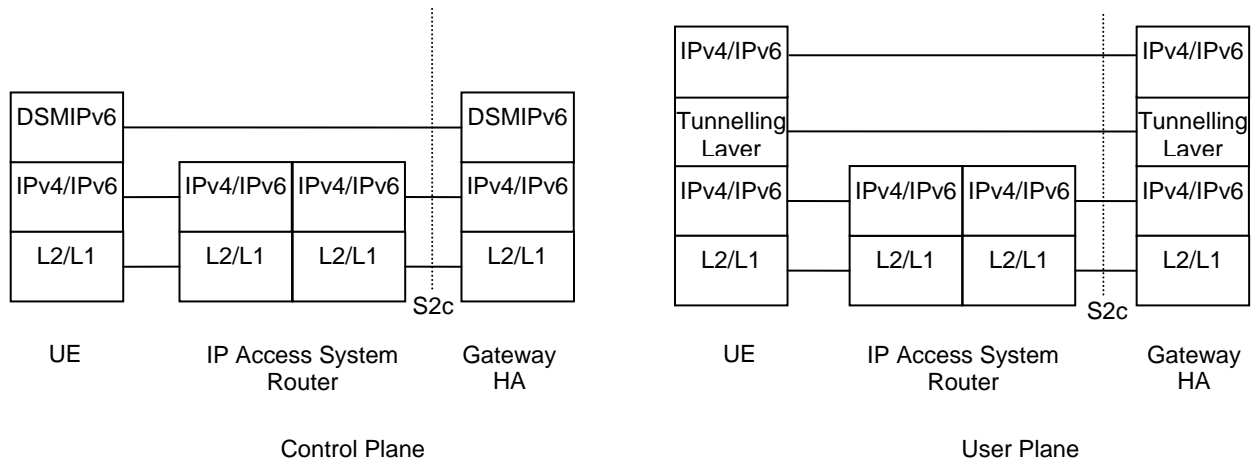 DSMIPv6
DSMIPv6
IPv4/IPv6
IPv4/IPv6
IPv4/IPv6
IPv4/IPv6
L2/L1
L2/L1
L2/L1
L2/L1
S2c
UE
IP Access System
Router
Gateway
HA
Control Plane
IPv4/IPv6
IPv4/IPv6
Tunnelling
Layer
Tunnelling
Layer
IPv4/IPv6
IPv4/IPv6
IPv4/IPv6
IPv4/IPv6
L2/L1
L2/L1
L2/L1
L2/L1
S2c
UE
IP Access System
Router
Gateway
HA
User Plane